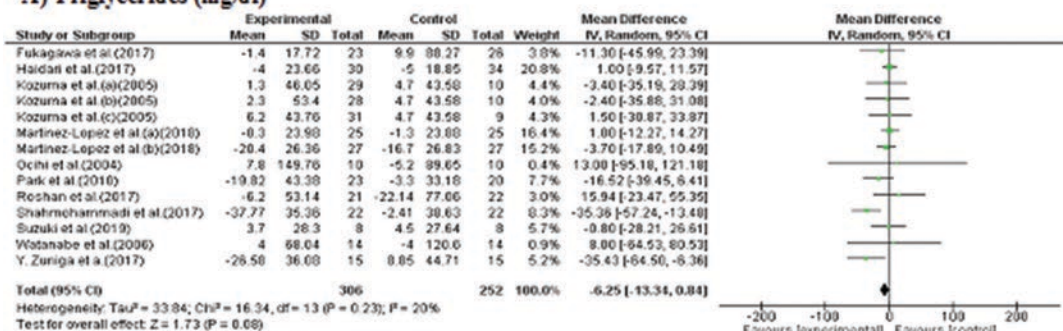 A) Triglycerides (mg/dl)
Experimental Control Mean Difference Mean Difference
Study or Subgroup Mean SD Total Mean SD Total Weight IV, Random, 95% CI IV, Random, 95% CI
Fukagawa et al.(2017) -1.4 17.72 23 9.9 88.27 26 3.8% -11.30 [-45.99, 23.39]
Haidari et al.(2017) -4 23.66 30 -5 18.85 34 20.8% 1.00 [-9.57, 11.57]
Kozuma et al.(a)(2005) 1.3 46.05 29 4.7 43.58 10 4.4% -3.40 [-35.19, 28.39]
Kozuma et al.(b)(2005) 2.3 53.4 28 4.7 43.58 10 4.0% -2.40 [-35.88, 31.08]
Kozuma et al.(c)(2005) 6.2 43.76 31 4.7 43.58 9 4.3% 1.50 [-30.87, 33.87]
Martinez-Lopez et al.(a)(2018) -0.3 23.98 25 -1.3 23.88 25 16.4% 1.00 [-12.27, 14.27]
Martinez-Lopez et al.(b)(2018) -20.4 26.36 27 -16.7 26.83 27 15.2% -3.70 [-17.89, 10.49]
Ocihi et al.(2004) 7.8 149.76 10 -5.2 89.65 10 0.4% 13.00 [-95.18, 121.18]
Park et al.(2010) -19.82 43.38 23 -3.3 33.18 20 7.7% -16.52 [-39.45, 6.41]
Roshan et al.(2017) -6.2 53.14 21 -22.14 77.06 22 3.0% 15.94 [-23.47, 55.35]
Shahmohammadi et al.(2017) -37.77 35.36 22 -2.41 38.63 22 8.3% -35.36 [-57.24, -13.48]
Suzuki et al.(2019) 3.7 28.3 8 4.5 27.64 8 5.6% -0.80 [-28.21, 26.61]
Watanabe et al.(2006) 4 68.04 14 -4 120.6 14 0.9% 8.00 [-64.53, 80.53]
Y. Zuniga et a.(2017) -26.58 36.08 15 8.85 44.71 15 5.2% -35.43 [-64.50, -6.36]
Total (95% CI) 306 252 100.0% -6.25 [-13.34, 0.84]
Heterogeneity: Tau² = 33.84; Chi² = 16.34, df = 13 (P = 0.23); I² = 20%
Test for overall effect: Z = 1.73 (P = 0.08)
-200 -100 0 100 200
Favours [experimental] Favours [control]